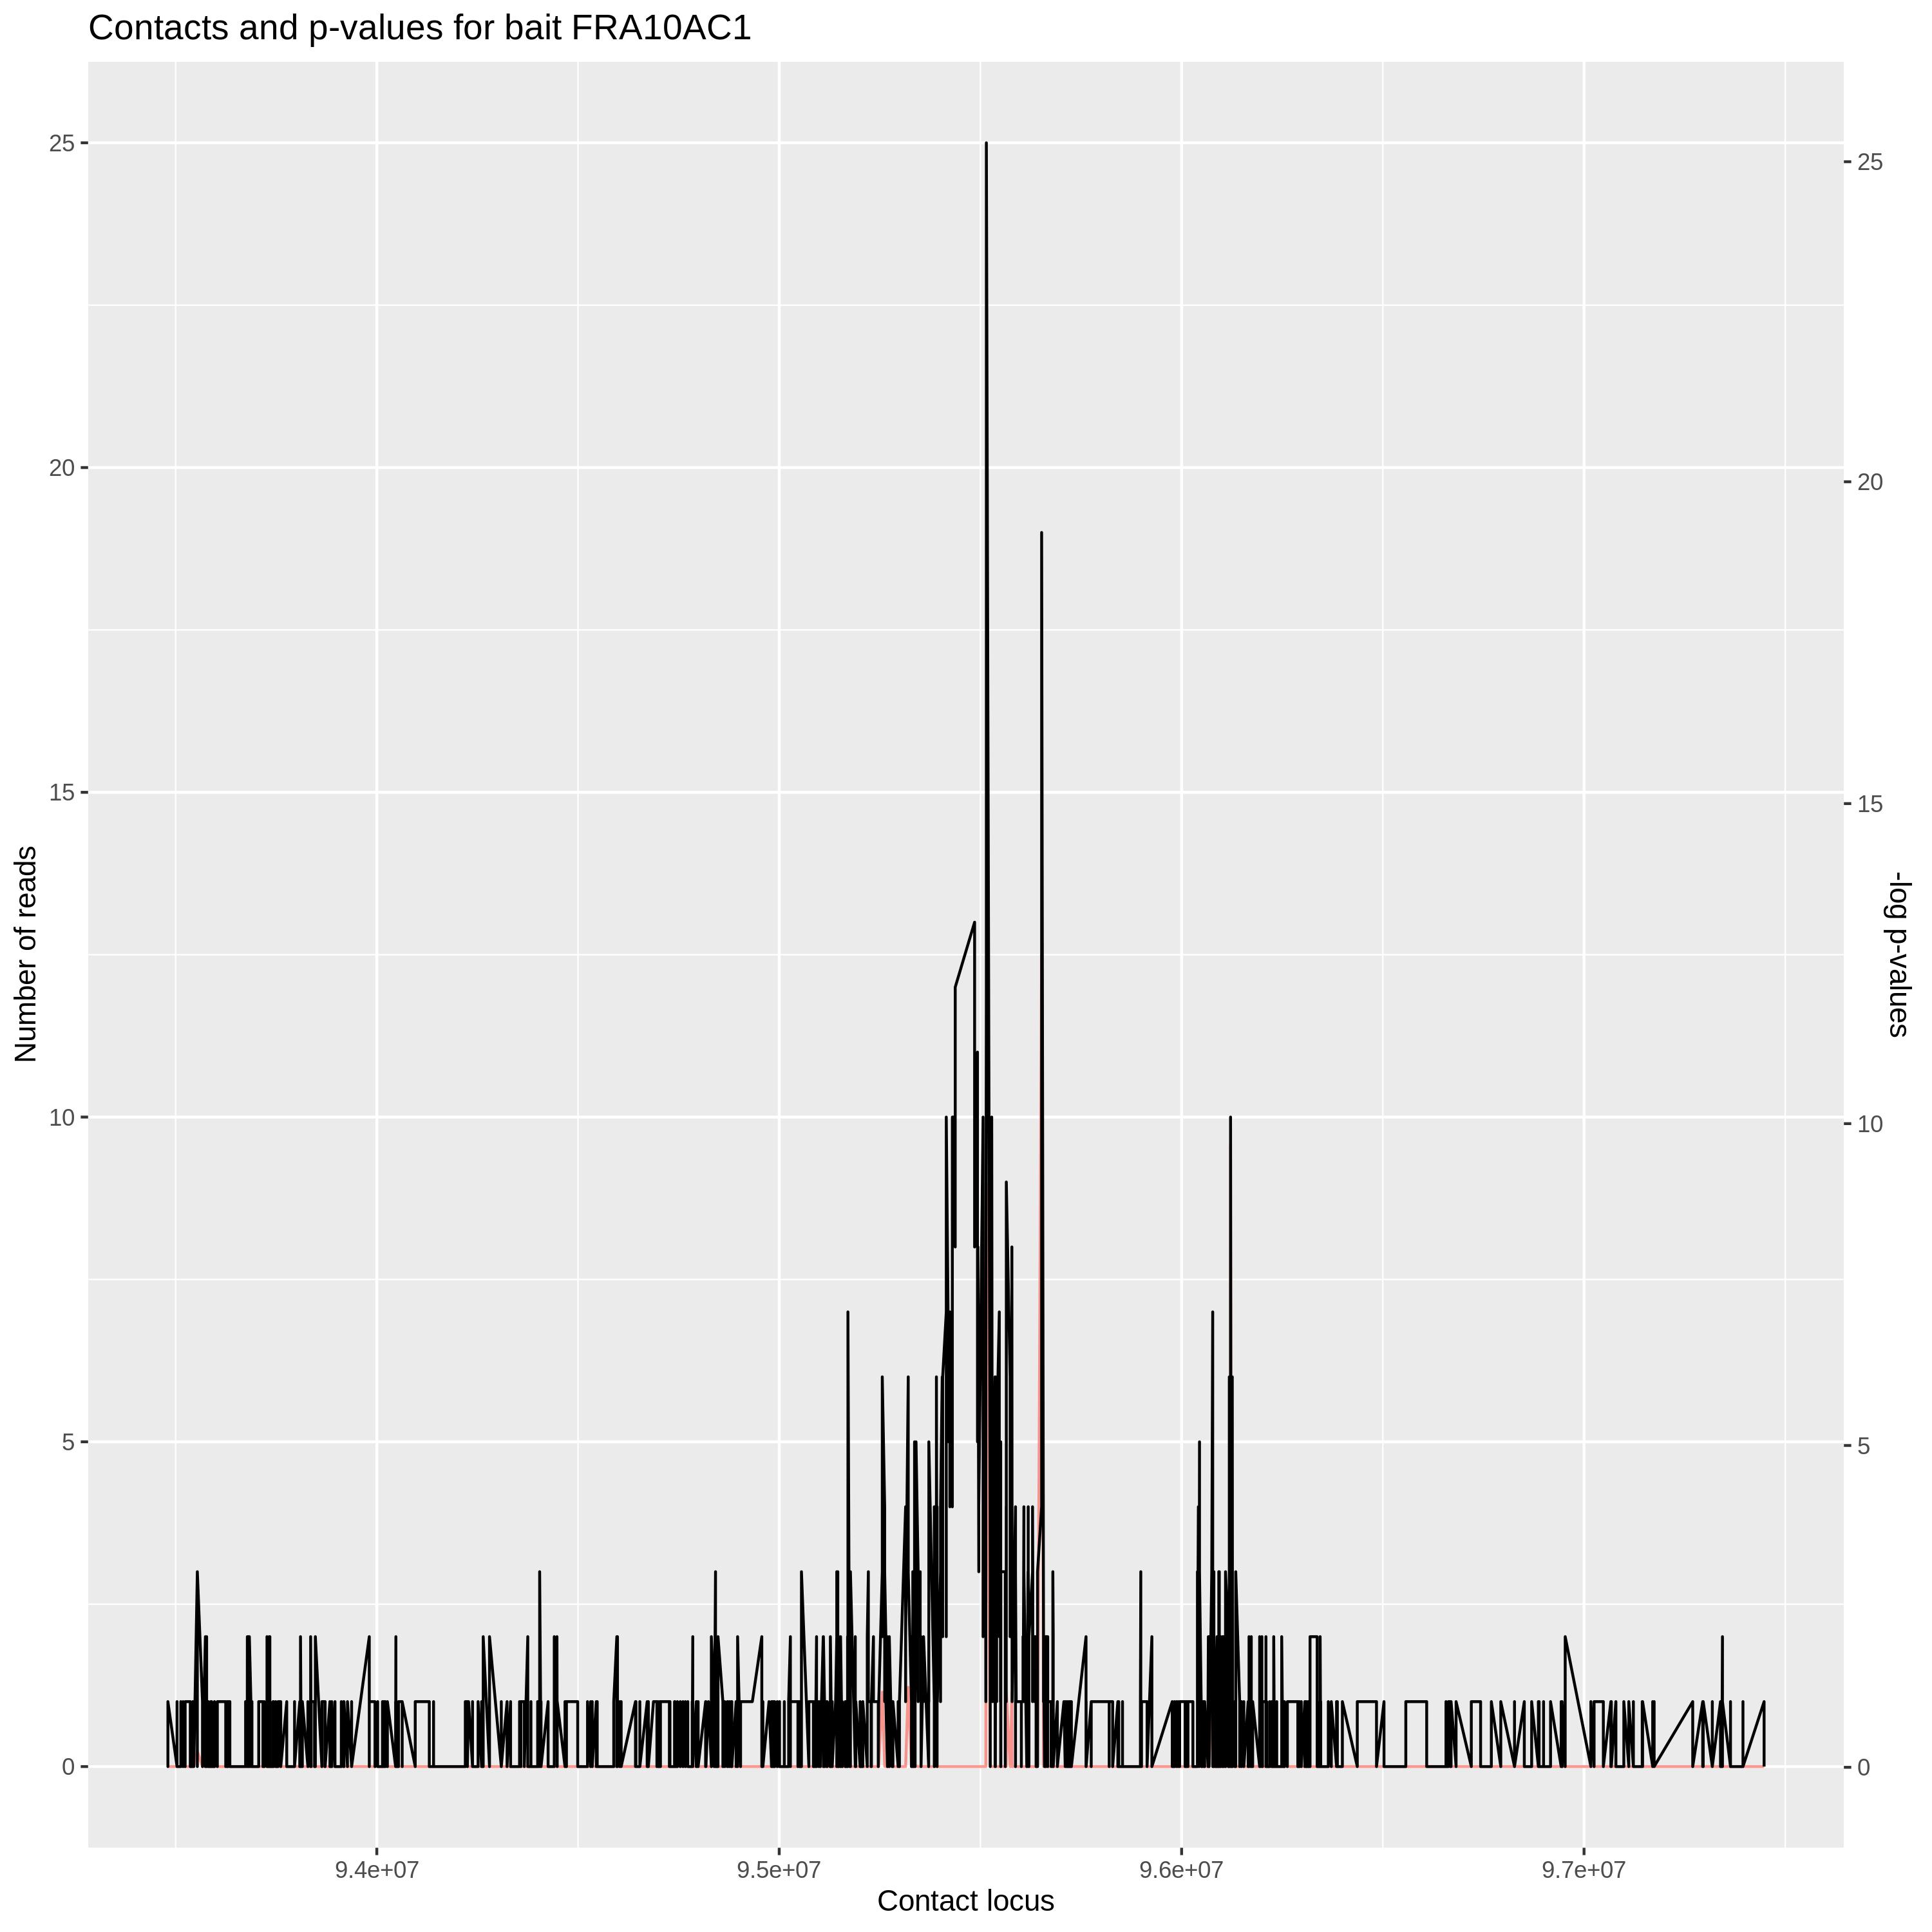 Contacts and p-values for bait FRA10AC1
25
20
15
10
5
0
Number of reads
25
20
15
10
5
0
-log p-values
9.4e+07 9.5e+07 9.6e+07 9.7e+07
Contact locus